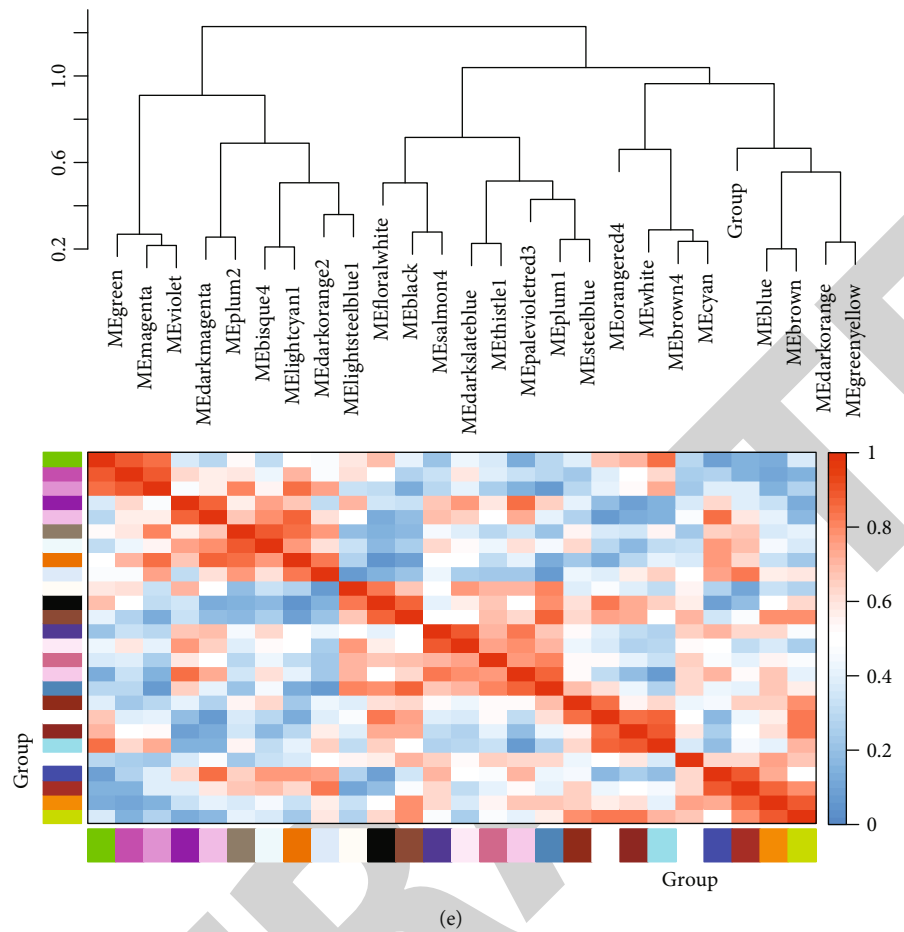 1.0
0.6
0.2
MEgreen
MEmagenta
MEviolet
MEdarkmagenta
MEplum2
MEbisque4
MElightcyan1
MEdarkorange2
MElightsteelblue1
MEfloralwhite
MEblack
MEsalmon4
MEdarkslateblue
MEthistle1
MEpalevioletred3
MEplum1
MEsteelblue
MEorangered4
MEwhite
MEbrown4
MEcyan
Group
MEblue
MEbrown
MEdarkorange
MEgreenyellow
1
0.8
0.6
0.4
0.2
0
Group
Group
(e)